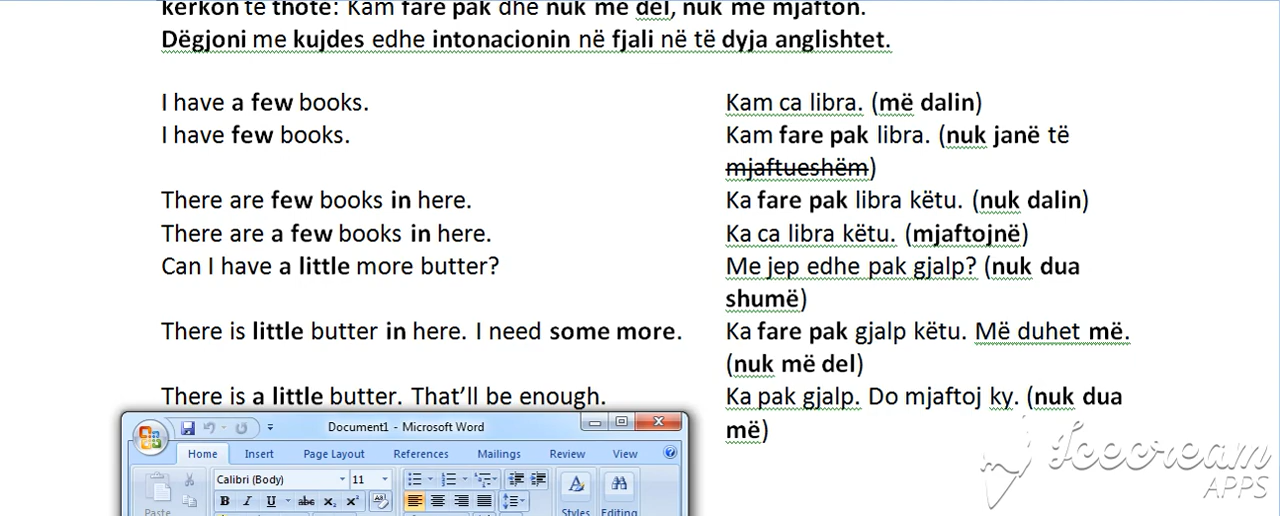 kërkon të thotë: Kam fare pak dhe nuk më del, nuk më mjafton.
Dëgjoni me kujdes edhe intonacionin në fjali në të dyja anglishtet.
I have a few books. Kam ca libra. (më dalin)
I have few books. Kam fare pak libra. (nuk janë të
mjaftueshëm)
There are few books in here. Ka fare pak libra këtu. (nuk dalin)
There are a few books in here. Ka ca libra këtu. (mjaftojnë)
Can I have a little more butter? Me jep edhe pak gjalp? (nuk dua
shumë)
There is little butter in here. I need some more. Ka fare pak gjalp këtu. Më duhet më.
(nuk më del)
There is a little butter. That’ll be enough. Ka pak gjalp. Do mjaftoj ky. (nuk dua
më)
Document1 - Microsoft Word
Home Insert Page Layout References Mailings Review View
Calibri (Body) 11
B I U abc x₂ x²
Paste Styles Editing
Icecream
APPS